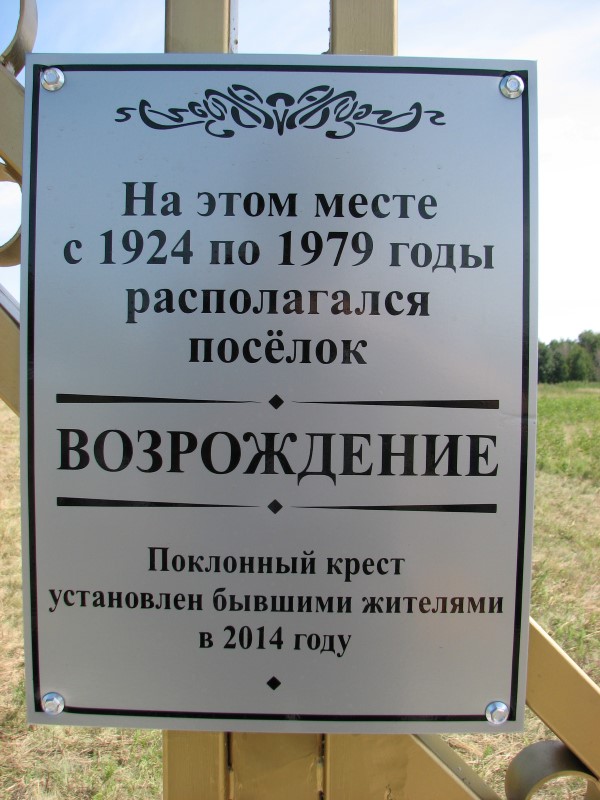 На этом месте
с 1924 по 1979 годы
располагался
посёлок
ВОЗРОЖДЕНИЕ
Поклонный крест
установлен бывшими жителями
в 2014 году